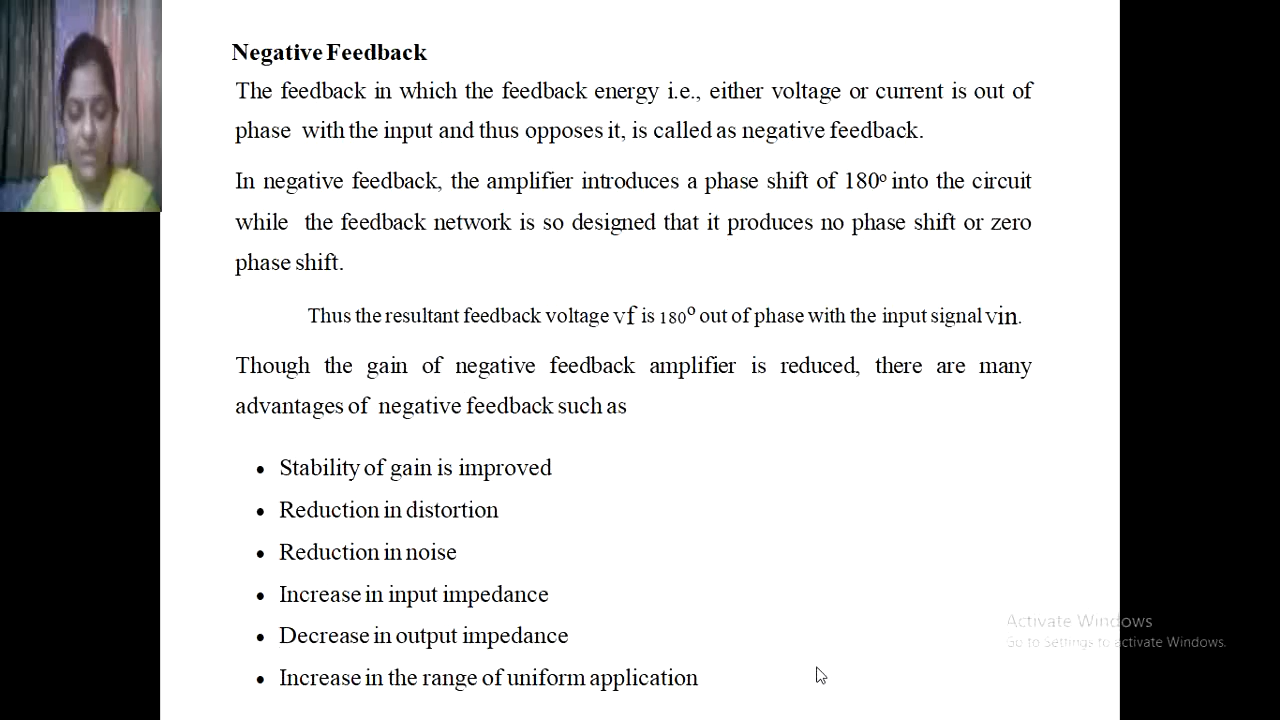 Negative Feedback
The feedback in which the feedback energy i.e., either voltage or current is out of
phase with the input and thus opposes it, is called as negative feedback.
In negative feedback, the amplifier introduces a phase shift of 180º into the circuit
while the feedback network is so designed that it produces no phase shift or zero
phase shift.
Thus the resultant feedback voltage vf is 180º out of phase with the input signal vin.
Though the gain of negative feedback amplifier is reduced, there are many
advantages of negative feedback such as
• Stability of gain is improved
• Reduction in distortion
• Reduction in noise
• Increase in input impedance
• Decrease in output impedance
• Increase in the range of uniform application
Activate Windows
Go to Settings to activate Windows.